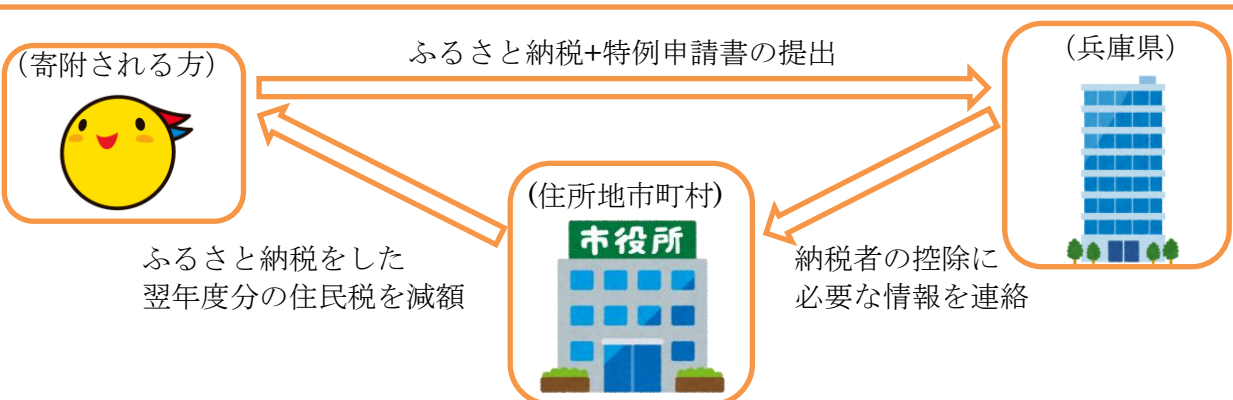 (寄附される方)
ふるさと納税+特例申請書の提出
(兵庫県)
(住所地市町村)
市役所
ふるさと納税をした
翌年度分の住民税を減額
納税者の控除に
必要な情報を連絡